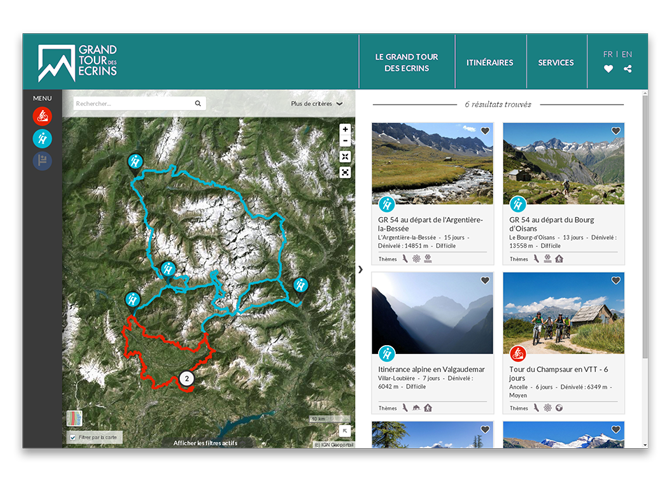 GRAND
TOUR DES
ECRINS
LE GRAND TOUR
DES ECRINS
ITINÉRAIRES
SERVICES
FR | EN
MENU
Rechercher...
Plus de critères
6 résultats trouvés
GR 54 au départ de l'Argentière-
la-Bessée
L'Argentière-la-Bessée - 15 jours -
Dénivelé : 14851 m - Difficile
Thèmes
GR 54 au départ du Bourg
d'Oisans
Le Bourg-d'Oisans - 13 jours - Dénivelé :
13558 m - Difficile
Thèmes
Itinérance alpine en Valgaudemar
Villar-Loubière - 7 jours - Dénivelé :
6042 m - Difficile
Thèmes
Tour du Champsaur en VTT - 6
jours
Ancelle - 6 jours - Dénivelé : 6349 m -
Moyen
Thèmes
2
10 km
Filtres par la carte
Afficher les filtres actifs
(c) IGN Geoportail